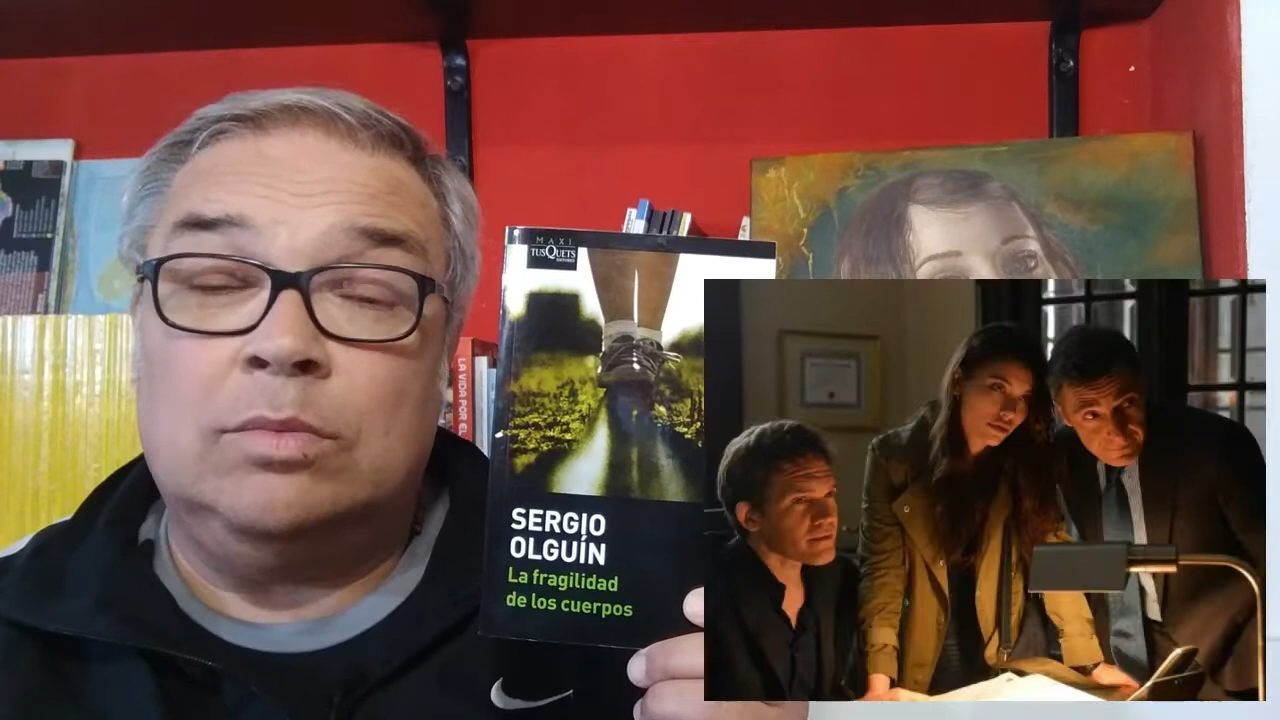 MAXI
TUSQUETS
EDITORES
SERGIO
OLGUÍN
La fragilidad
de los cuerpos
LA VIDA POR EL